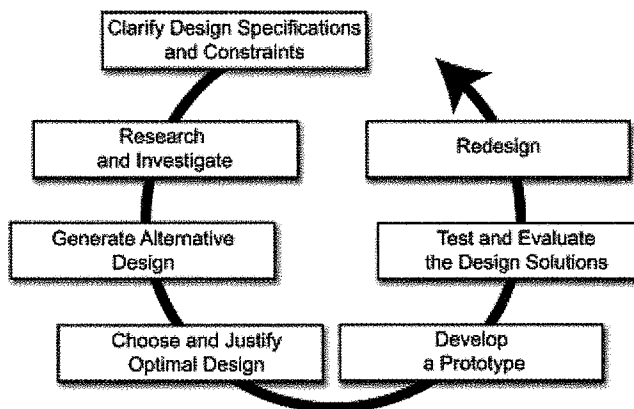 Clarify Design Specifications
and Constraints
Research
and Investigate
Generate Alternative
Design
Choose and Justify
Optimal Design
Develop
a Prototype
Test and Evaluate
the Design Solutions
Redesign